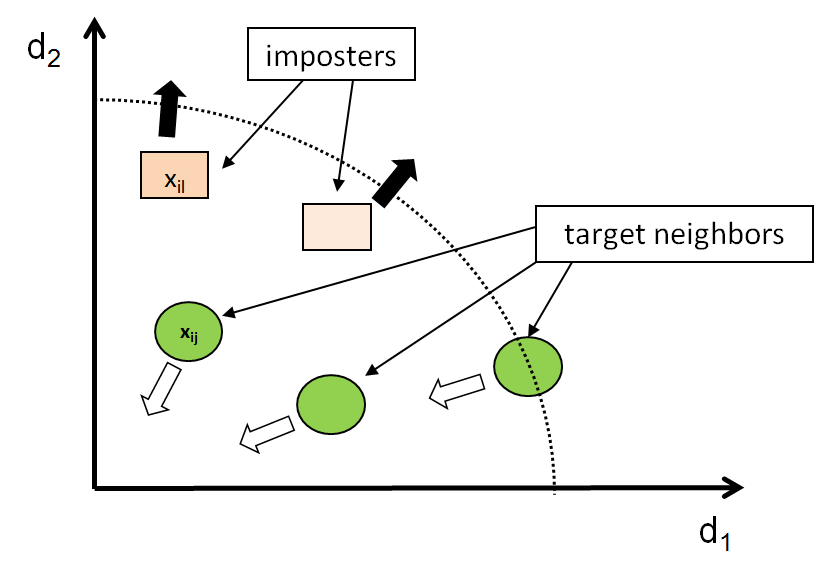 d2
imposters
xil
target neighbors
xij
d1